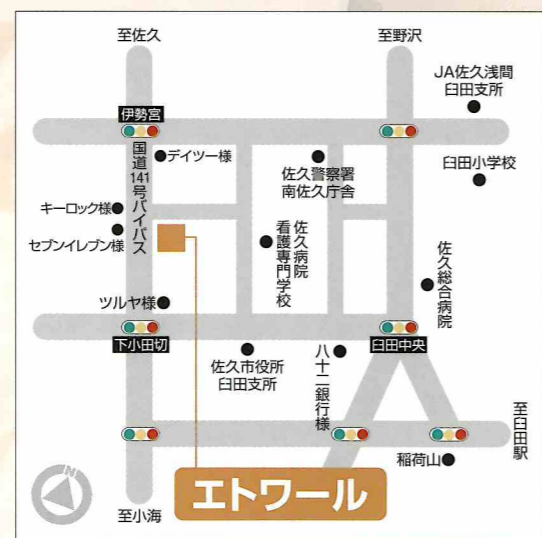 至佐久
至野沢
JA佐久浅間
臼田支所
伊勢宮
デイツー様
佐久警察署
南佐久庁舎
臼田小学校
国道141号バイパス
キーロック様
セブンイレブン様
佐久病院
看護専門学校
佐久総合病院
ツルヤ様
下小田切
佐久市役所
臼田支所
八十二銀行様
臼田中央
至臼田駅
稲荷山
N
エトワール
至小海